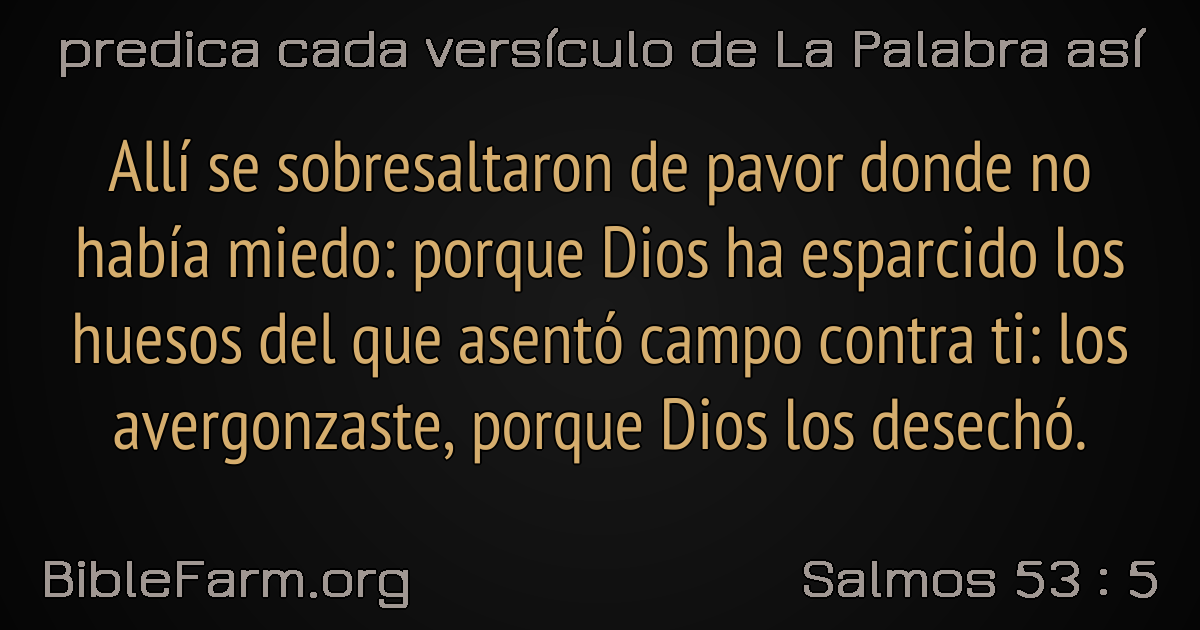 predica cada versículo de La Palabra así
Allí se sobresaltaron de pavor donde no
había miedo: porque Dios ha esparcido los
huesos del que asentó campo contra ti: los
avergonzaste, porque Dios los desechó.
BibleFarm.org
Salmos 53 : 5